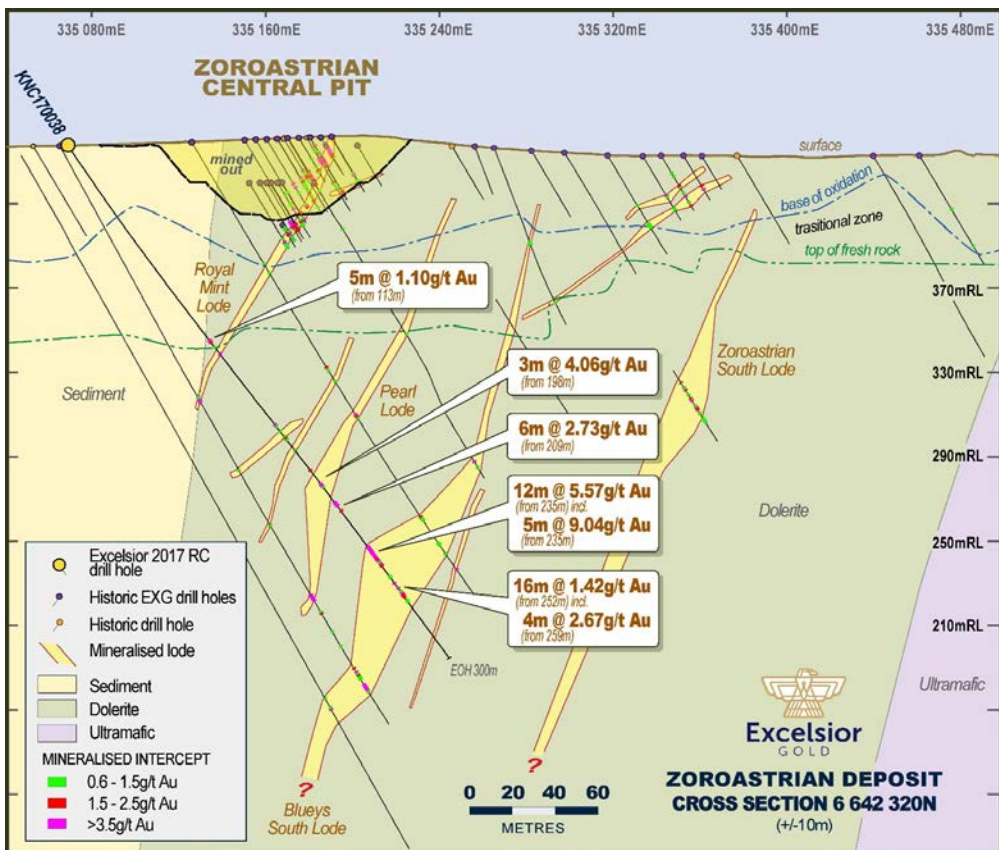 335 080mE
335 160mE
335 240mE
335 320mE
335 400mE
335 480mE
KNC170038
ZOROASTRIAN
CENTRAL PIT
mined
out
surface
base of oxidation
trasitional zone
top of fresh rock
Royal
Mint
Lode
5m @ 1.10g/t Au
(from 113m)
370mRL
Sediment
Pearl
Lode
3m @ 4.06g/t Au
(from 198m)
Zoroastrian
South Lode
330mRL
6m @ 2.73g/t Au
(from 209m)
290mRL
12m @ 5.57g/t Au
(from 235m) incl.
5m @ 9.04g/t Au
(from 235m)
Dolerite
250mRL
16m @ 1.42g/t Au
(from 252m) incl.
4m @ 2.67g/t Au
(from 259m)
210mRL
EOH 300m
Ultramafic
Excelsior 2017 RC
drill hole
Historic EXG drill holes
Historic drill hole
Mineralised lode
Sediment
Dolerite
Ultramafic
MINERALISED INTERCEPT
0.6 - 1.5g/t Au
1.5 - 2.5g/t Au
>3.5g/t Au
?
Blueys
South Lode
?
0 20 40 60
METRES
Excelsior
GOLD
ZOROASTRIAN DEPOSIT
CROSS SECTION 6 642 320N
(+/-10m)